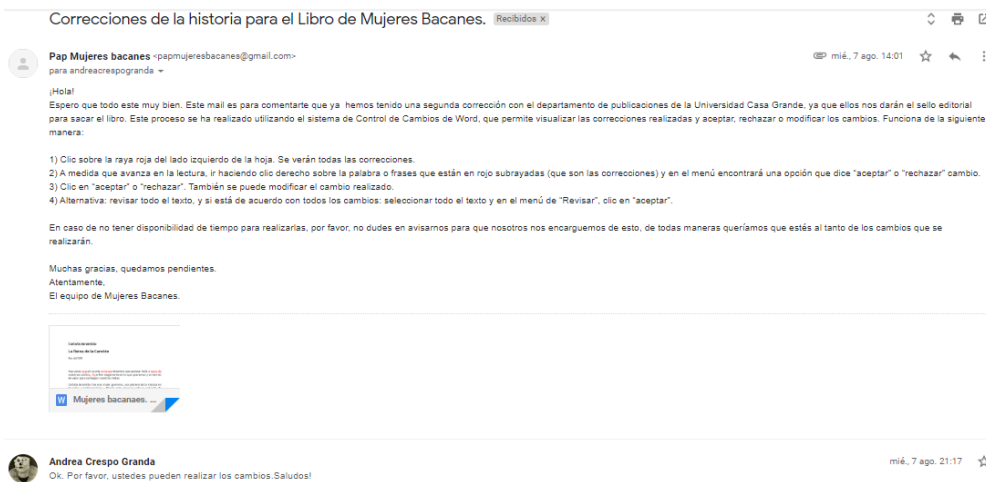 Correcciones de la historia para el Libro de Mujeres Bacanes. Recibidos x
Pap Mujeres bacanes <papmujeresbacanes@gmail.com> mié., 7 ago. 14:01
para andreacrespogranda
¡Hola!
Espero que todo este muy bien. Este mail es para comentarte que ya hemos tenido una segunda corrección con el departamento de publicaciones de la Universidad Casa Grande, ya que ellos nos darán el sello editorial
para sacar el libro. Este proceso se ha realizado utilizando el sistema de Control de Cambios de Word, que permite visualizar las correcciones realizadas y aceptar, rechazar o modificar los cambios. Funciona de la siguiente
manera:
1) Clic sobre la raya roja del lado izquierdo de la hoja. Se verán todas las correcciones.
2) A medida que avanza en la lectura, ir haciendo clic derecho sobre la palabra o frases que están en rojo subrayadas (que son las correcciones) y en el menú encontrará una opción que dice "aceptar" o "rechazar" cambio.
3) Clic en "aceptar" o "rechazar". También se puede modificar el cambio realizado.
4) Alternativa: revisar todo el texto, y si está de acuerdo con todos los cambios: seleccionar todo el texto y en el menú de "Revisar", clic en "aceptar".
En caso de no tener disponibilidad de tiempo para realizarlas, por favor, no dudes en avisarnos para que nosotros nos encarguemos de esto, de todas maneras queríamos que estés al tanto de los cambios que se
realizarán.
Muchas gracias, quedamos pendientes.
Atentamente,
El equipo de Mujeres Bacanes.
W Mujeres bacanaes. ...
Andrea Crespo Granda mié., 7 ago. 21:17
Ok. Por favor, ustedes pueden realizar los cambios.Saludos!